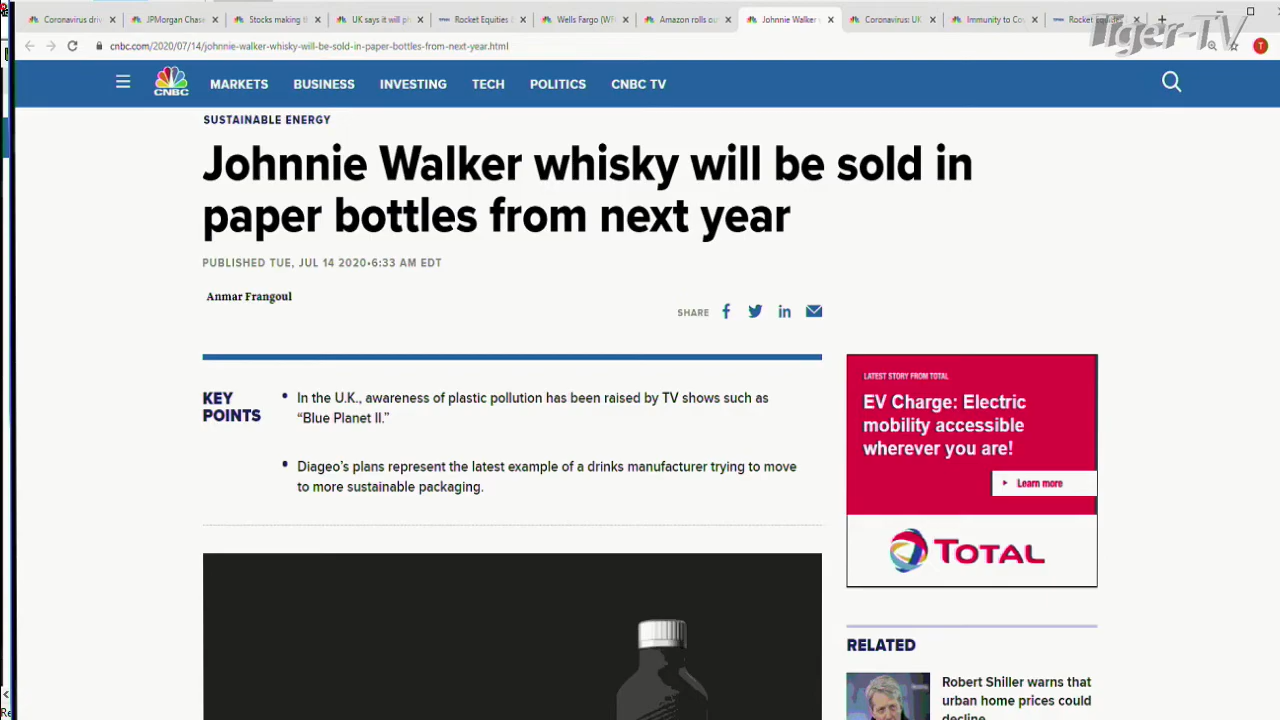 Coronavirus driv
JPMorgan Chase
Stocks making t
UK says it will p
Rocket Equities &
Wells Fargo (WF
Amazon rolls ou
Johnnie Walker
Coronavirus: UK
Immunity to Co
Rocket
Tiger-TV
cnbc.com/2020/07/14/johnnie-walker-whisky-will-be-sold-in-paper-bottles-from-next-year.html
T
CNBC
MARKETS BUSINESS INVESTING TECH POLITICS CNBC TV
SUSTAINABLE ENERGY
Johnnie Walker whisky will be sold in
paper bottles from next year
PUBLISHED TUE, JUL 14 2020•6:33 AM EDT
Anmar Frangoul
SHARE
KEY
POINTS
• In the U.K., awareness of plastic pollution has been raised by TV shows such as
“Blue Planet II.”
• Diageo’s plans represent the latest example of a drinks manufacturer trying to move
to more sustainable packaging.
LATEST STORY FROM TOTAL
EV Charge: Electric
mobility accessible
wherever you are!
Learn more
TOTAL
RELATED
Robert Shiller warns that
urban home prices could
decline
Re